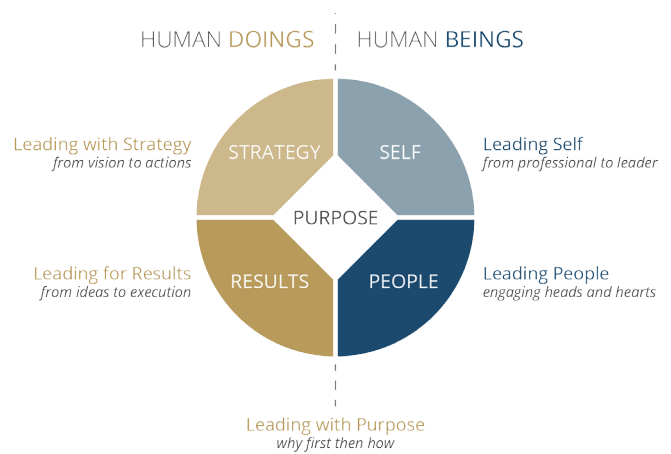 HUMAN DOINGS
HUMAN BEINGS
Leading with Strategy
from vision to actions
STRATEGY
SELF
Leading Self
from professional to leader
PURPOSE
Leading for Results
from ideas to execution
RESULTS
PEOPLE
Leading People
engaging heads and hearts
Leading with Purpose
why first then how